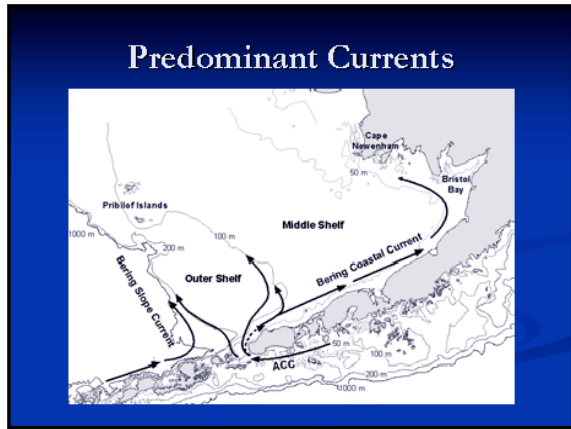 Predominant Currents
Cape
Newenham
50 m
Bristol
Bay
Pribilof Islands
Middle Shelf
1000 m
200 m
100 m
Bering Coastal Current
Bering Slope Current
Outer Shelf
50 m
ACC
100 m
200 m
1000 m